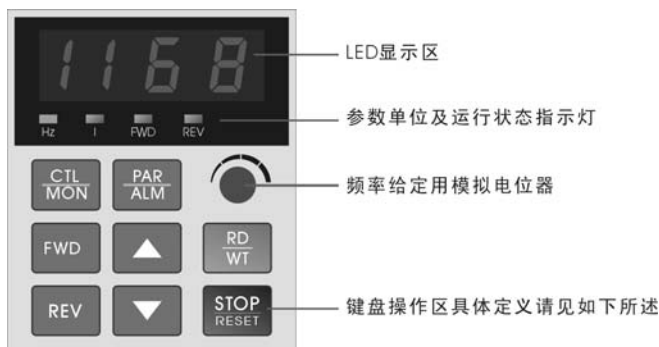 1168
LED显示区
Hz I FWD REV
参数单位及运行状态指示灯
CTL
MON
PAR
ALM
频率给定用模拟电位器
FWD
RD
WT
REV
STOP
RESET
键盘操作区具体定义请见如下所述